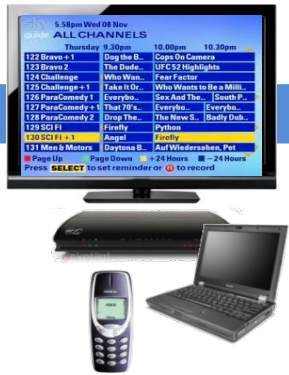 sky guide 5.58pm Wed 08 Nov
ALL CHANNELS
Thursday 9.30pm 10.00pm 10.30pm
122 Bravo + 1 Dog the B... Cops On Camera
123 Bravo 2 The Dude... UFC 52 Highlights
124 Challenge Who Wan... Fear Factor
125 Challenge + 1 Take It Or... Who Wants to Be a Milli...
126 ParaComedy 1 Everybo... Sex And The... South P...
127 ParaComedy + 1 That 70's... Everybo... Everybo...
128 ParaComedy 2 Drop The... The New S... Badly Dub...
129 SCI FI Firefly Python
130 SCI FI + 1 Angel Firefly
131 Men & Motors Daytona B... Auf Wiedersehen, Pet
Page Up Page Down +24 Hours -24 Hours
Press SELECT to set reminder or R to record
NOKIA